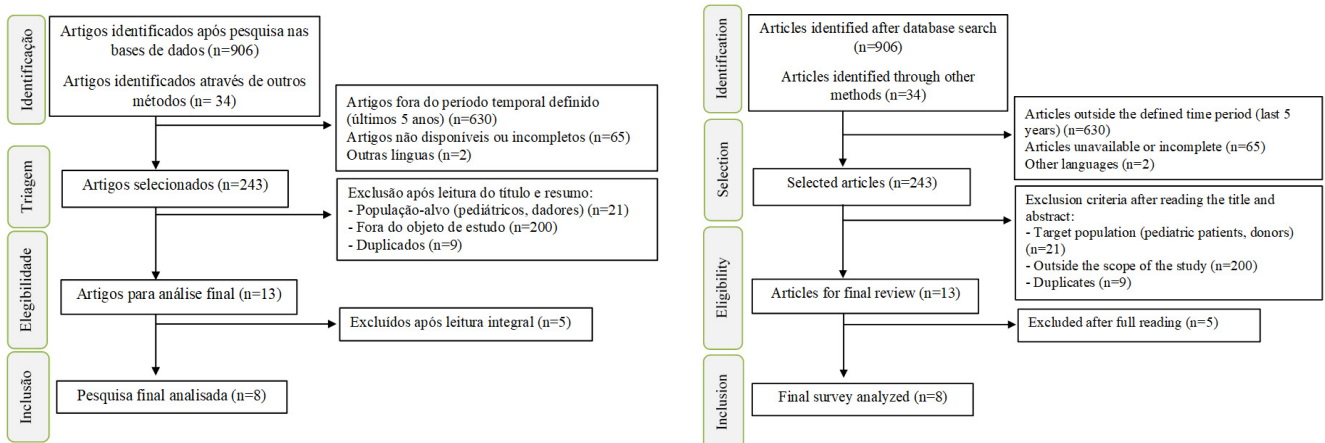 Identificação
Artigos identificados após pesquisa nas
bases de dados (n=906)
Artigos identificados através de outros
métodos (n= 34)
Artigos fora do período temporal definido
(últimos 5 anos) (n=630)
Artigos não disponíveis ou incompletos (n=65)
Outras línguas (n=2)
Triagem
Artigos selecionados (n=243)
Exclusão após leitura do título e resumo:
- População-alvo (pediátricos, dadores) (n=21)
- Fora do objeto de estudo (n=200)
- Duplicados (n=9)
Elegibilidade
Artigos para análise final (n=13)
Excluídos após leitura integral (n=5)
Inclusão
Pesquisa final analisada (n=8)
Identification
Articles identified after database search
(n=906)
Articles identified through other
methods (n=34)
Articles outside the defined time period (last 5
years) (n=630)
Articles unavailable or incomplete (n=65)
Other languages (n=2)
Selection
Selected articles (n=243)
Exclusion criteria after reading the title and
abstract:
- Target population (pediatric patients, donors)
(n=21)
- Outside the scope of the study (n=200)
- Duplicates (n=9)
Eligibility
Articles for final review (n=13)
Excluded after full reading (n=5)
Inclusion
Final survey analyzed (n=8)